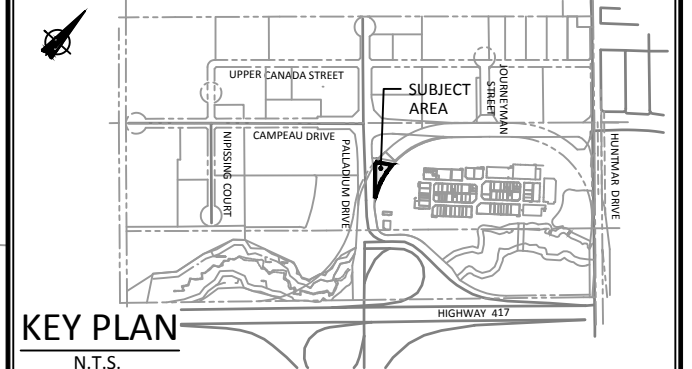 UPPER CANADA STREET
SUBJECT
AREA
JOURNEYMAN
STREET
CAMPEAU DRIVE
NIPISSING COURT
PALLADIUM DRIVE
HUNTMAR DRIVE
HIGHWAY 417
KEY PLAN
N.T.S.